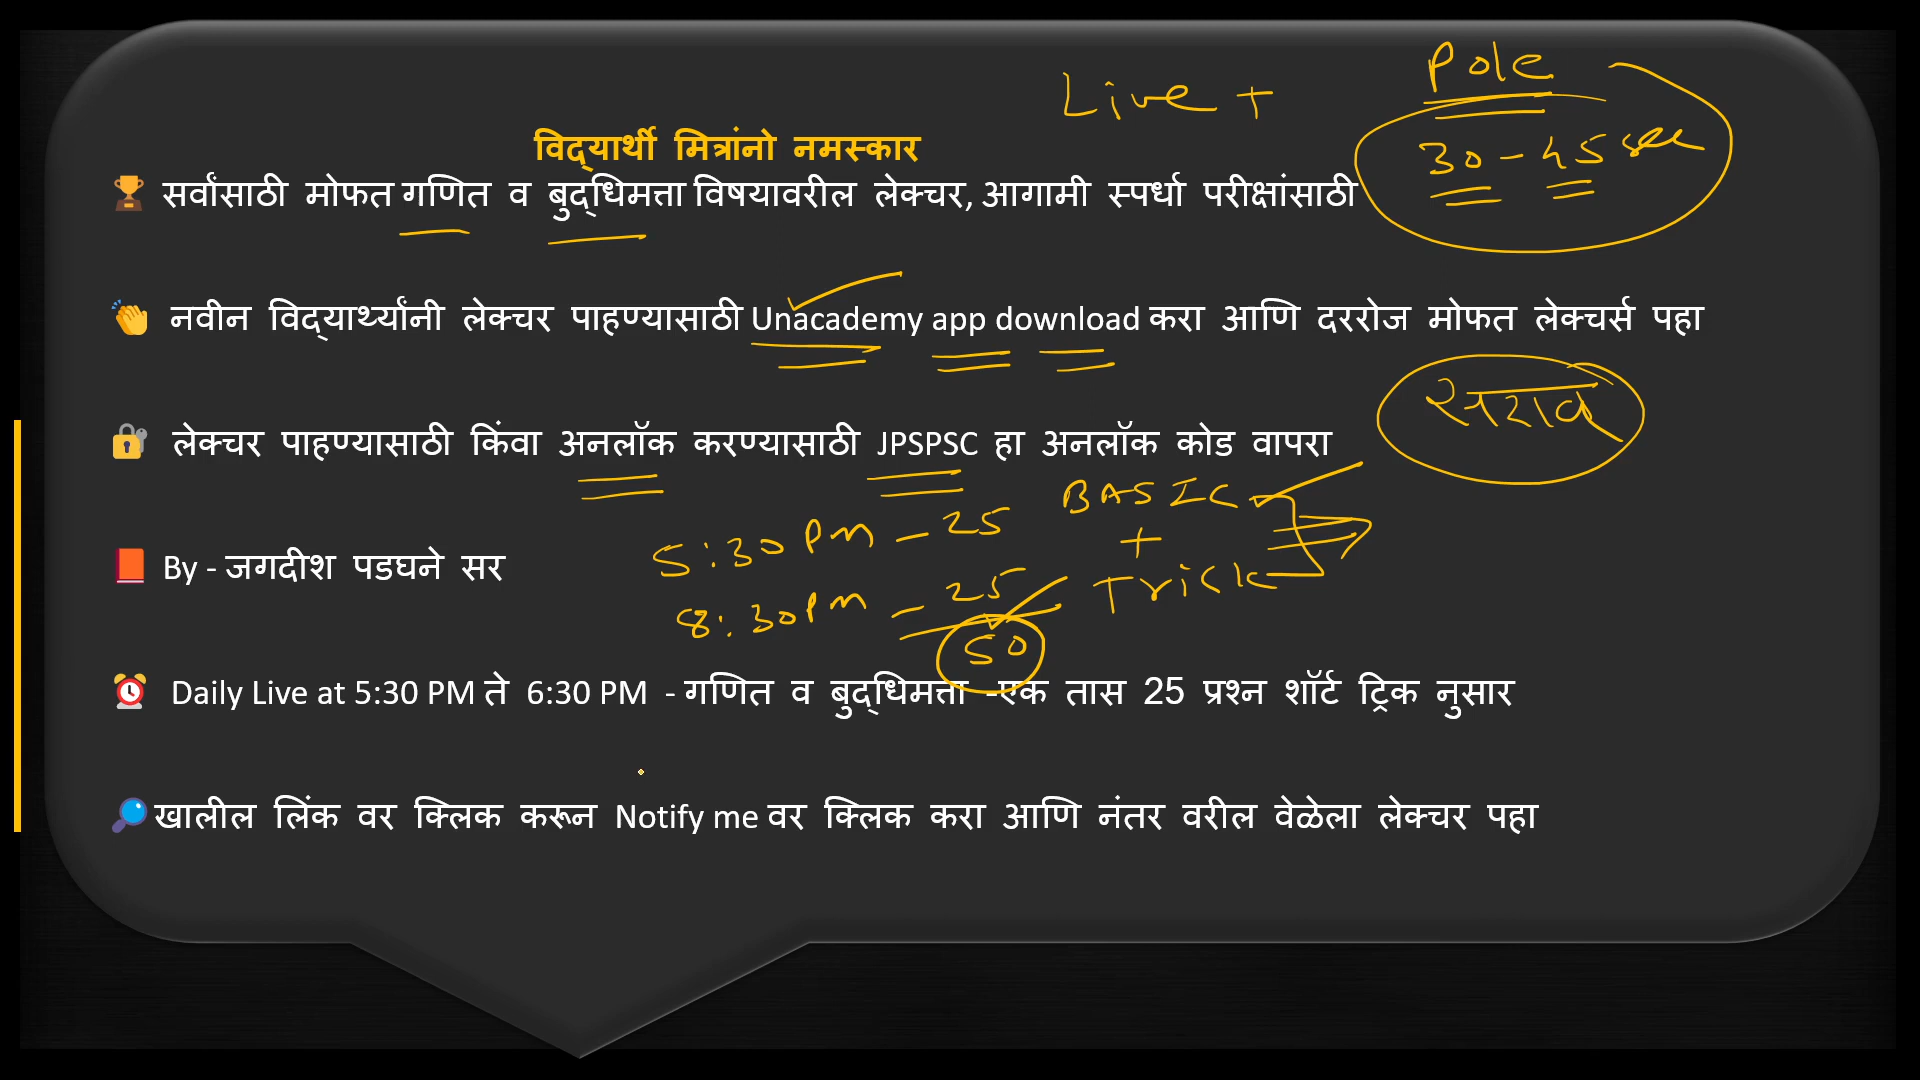 Live + Pole
30 - 45 sec
विद्यार्थी मित्रांनो नमस्कार
🏆 सर्वांसाठी मोफत गणित व बुद्धिमत्ता विषयावरील लेक्चर, आगामी स्पर्धा परीक्षांसाठी
👏 नवीन विद्यार्थ्यांनी लेक्चर पाहण्यासाठी Unacademy app download करा आणि दररोज मोफत लेक्चर्स पहा
सराव
🔐 लेक्चर पाहण्यासाठी किंवा अनलॉक करण्यासाठी JPSPSC हा अनलॉक कोड वापरा
5:30 Pm - 25 BASIC
+
📕 By - जगदीश पडघने सर
8:30 Pm - 25 Trick
50
⏰ Daily Live at 5:30 PM ते 6:30 PM - गणित व बुद्धिमत्ता -एक तास 25 प्रश्न शॉर्ट ट्रिक नुसार
🔎 खालील लिंक वर क्लिक करून Notify me वर क्लिक करा आणि नंतर वरील वेळेला लेक्चर पहा